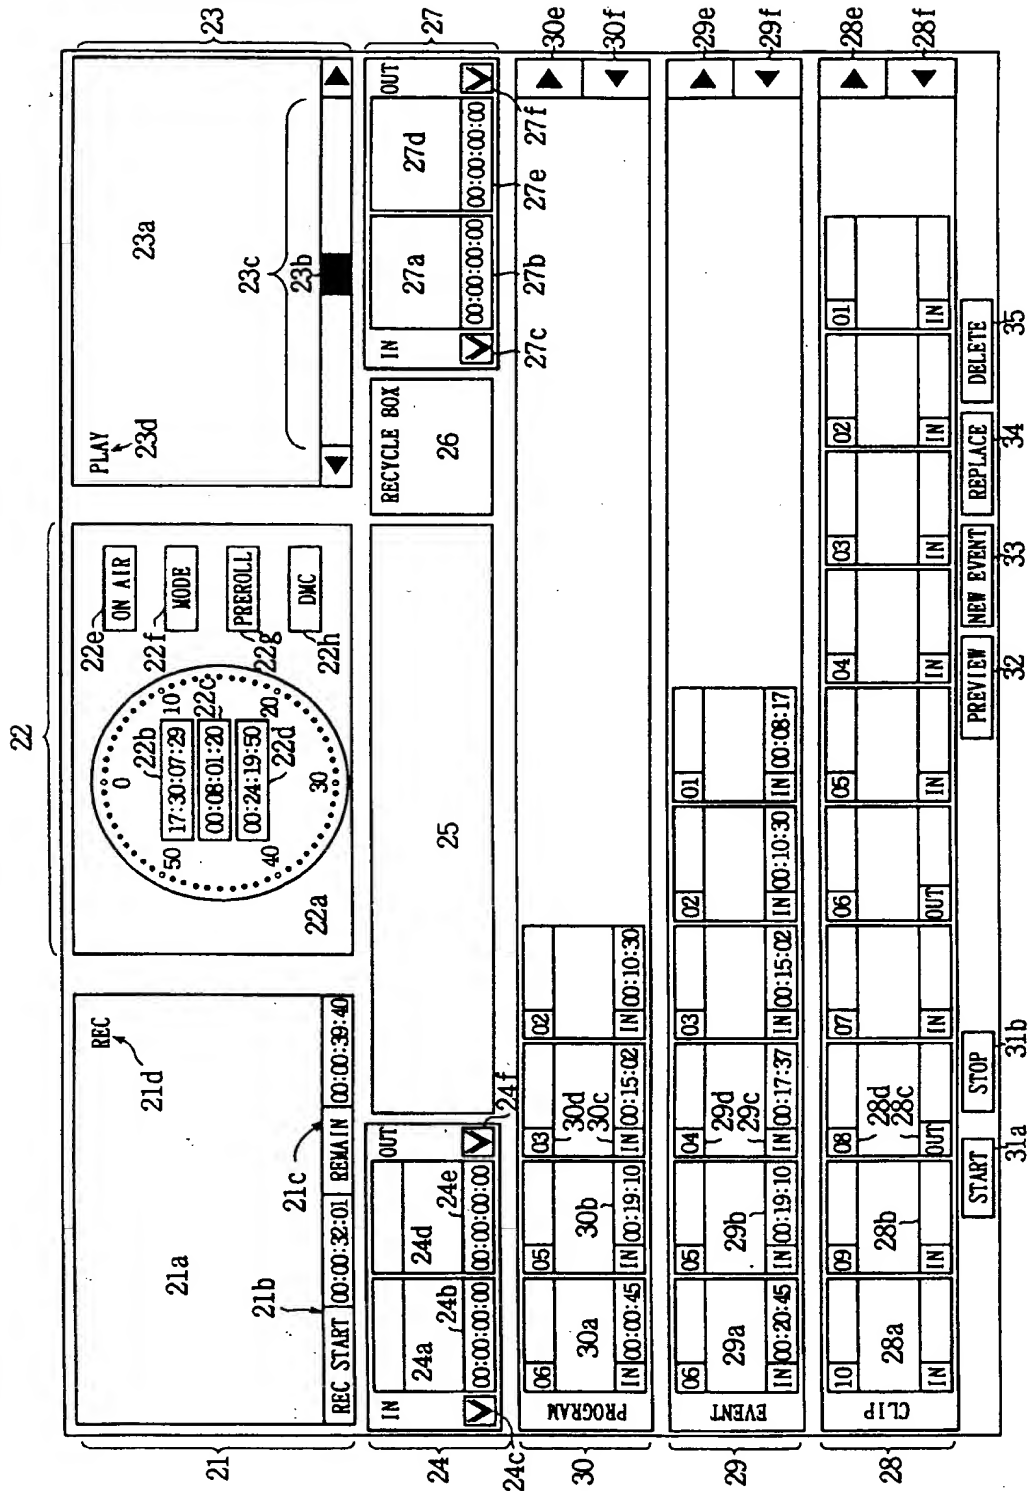 21
22
23
21a
REC
21d
21b
21c
REC START
00:00:32:01
REMAIN
00:00:39:40
0
10
20
30
40
50
22b
17:30:07:29
22c
00:08:01:20
00:24:19:50
22d
22a
22e
ON AIR
22f
MODE
PREROLL
22g
DMC
22h
PLAY
23d
23a
23c
23b
24
IN
24a
24b
00:00:00:00
24c
24d
24e
00:00:00:00
OUT
24f
25
RECYCLE BOX
26
27
IN
27a
00:00:00:00
27b
27c
OUT
27d
00:00:00:00
27e
27f
30
PROGRAM
06
30a
IN 00:00:45
05
30b
IN 00:19:10
03
30d
30c
IN 00:15:02
02
IN 00:10:30
30e
30f
29
EVENT
06
29a
IN 00:20:45
05
29b
IN 00:19:10
04
29d
29c
IN 00:17:37
03
IN 00:15:02
02
IN 00:10:30
01
IN 00:08:17
29e
29f
28
CLIP
10
28a
IN
09
28b
IN
08
28d
28c
OUT
07
IN
06
OUT
05
IN
04
IN
03
IN
02
IN
01
IN
28e
28f
START
STOP
PREVIEW
NEW EVENT
REPLACE
DELETE
31a
31b
32
33
34
35